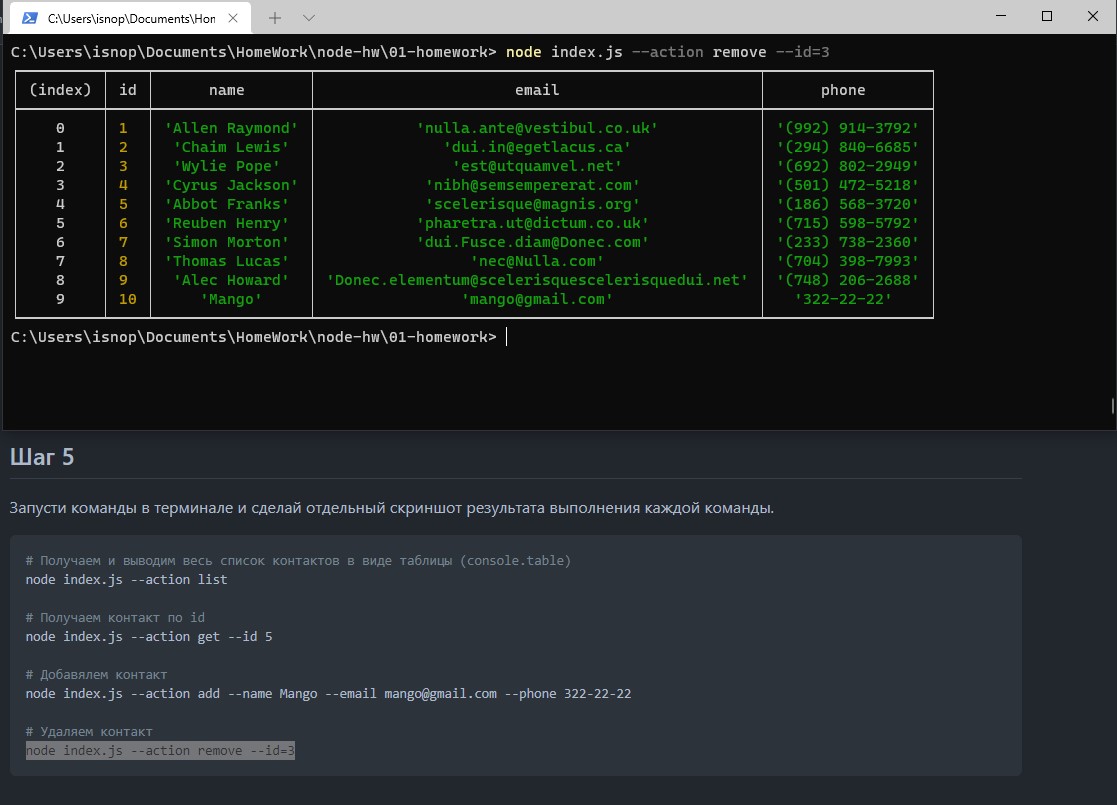 C:\Users\isnop\Documents\Hom
C:\Users\isnop\Documents\HomeWork\node-hw\01-homework> node index.js --action remove --id=3
(index) id name email phone
0 1 'Allen Raymond' 'nulla.ante@vestibul.co.uk' '(992) 914-3792'
1 2 'Chaim Lewis' 'dui.in@egetlacus.ca' '(294) 840-6685'
2 3 'Wylie Pope' 'est@utquamvel.net' '(692) 802-2949'
3 4 'Cyrus Jackson' 'nibh@semsempererat.com' '(501) 472-5218'
4 5 'Abbot Franks' 'scelerisque@magnis.org' '(186) 568-3720'
5 6 'Reuben Henry' 'pharetra.ut@dictum.co.uk' '(715) 598-5792'
6 7 'Simon Morton' 'dui.Fusce.diam@Donec.com' '(233) 738-2360'
7 8 'Thomas Lucas' 'nec@Nulla.com' '(704) 398-7993'
8 9 'Alec Howard' 'Donec.elementum@scelerisquescelerisquedui.net' '(748) 206-2688'
9 10 'Mango' 'mango@gmail.com' '322-22-22'
C:\Users\isnop\Documents\HomeWork\node-hw\01-homework>
Шаг 5
Запусти команды в терминале и сделай отдельный скриншот результата выполнения каждой команды.
# Получаем и выводим весь список контактов в виде таблицы (console.table)
node index.js --action list
# Получаем контакт по id
node index.js --action get --id 5
# Добавялем контакт
node index.js --action add --name Mango --email mango@gmail.com --phone 322-22-22
# Удаляем контакт
node index.js --action remove --id=3